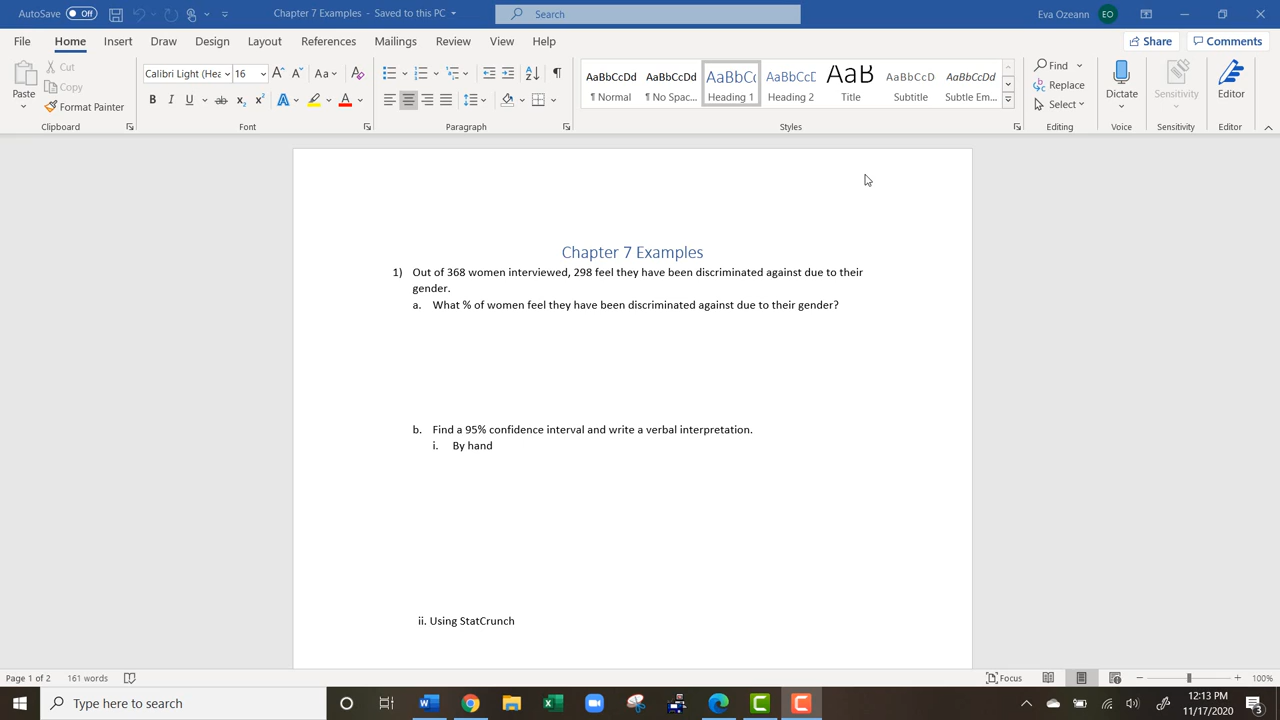 AutoSave Off Chapter 7 Examples - Saved to this PC Search Eva Ozeann EO
File Home Insert Draw Design Layout References Mailings Review View Help Share Comments
Paste Cut Copy Format Painter
Calibri Light (Hea 16 Aa
B I U ab x₂ x² A A
AaBbCcDd AaBbCcDd AaBbCc AaBbCcD AaB AaBbCcD AaBbCcDd
¶ Normal ¶ No Spac... Heading 1 Heading 2 Title Subtitle Subtle Em...
Find
Replace
Select
Dictate Sensitivity Editor
Clipboard Font Paragraph Styles Editing Voice Sensitivity Editor
Chapter 7 Examples
1) Out of 368 women interviewed, 298 feel they have been discriminated against due to their
gender.
a. What % of women feel they have been discriminated against due to their gender?
b. Find a 95% confidence interval and write a verbal interpretation.
i. By hand
ii. Using StatCrunch
Page 1 of 2 161 words Focus 100%
Type here to search
12:13 PM
11/17/2020
3